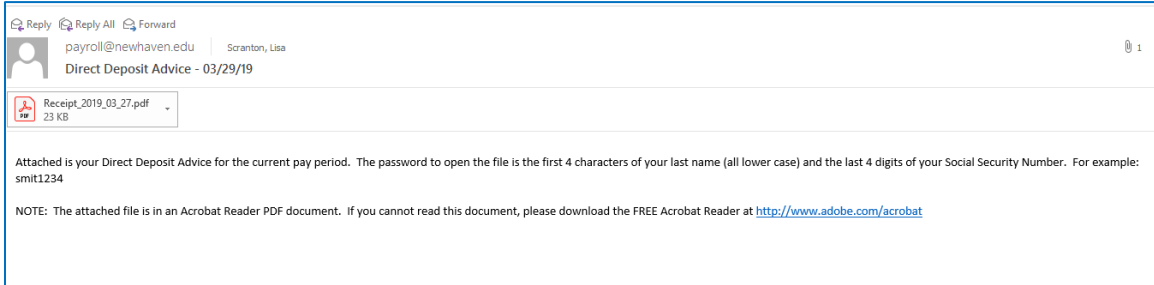 Reply Reply All Forward
payroll@newhaven.edu Scranton, Lisa 1
Direct Deposit Advice - 03/29/19
Receipt_2019_03_27.pdf
PDF 23 KB
Attached is your Direct Deposit Advice for the current pay period. The password to open the file is the first 4 characters of your last name (all lower case) and the last 4 digits of your Social Security Number. For example:
smit1234
NOTE: The attached file is in an Acrobat Reader PDF document. If you cannot read this document, please download the FREE Acrobat Reader at http://www.adobe.com/acrobat